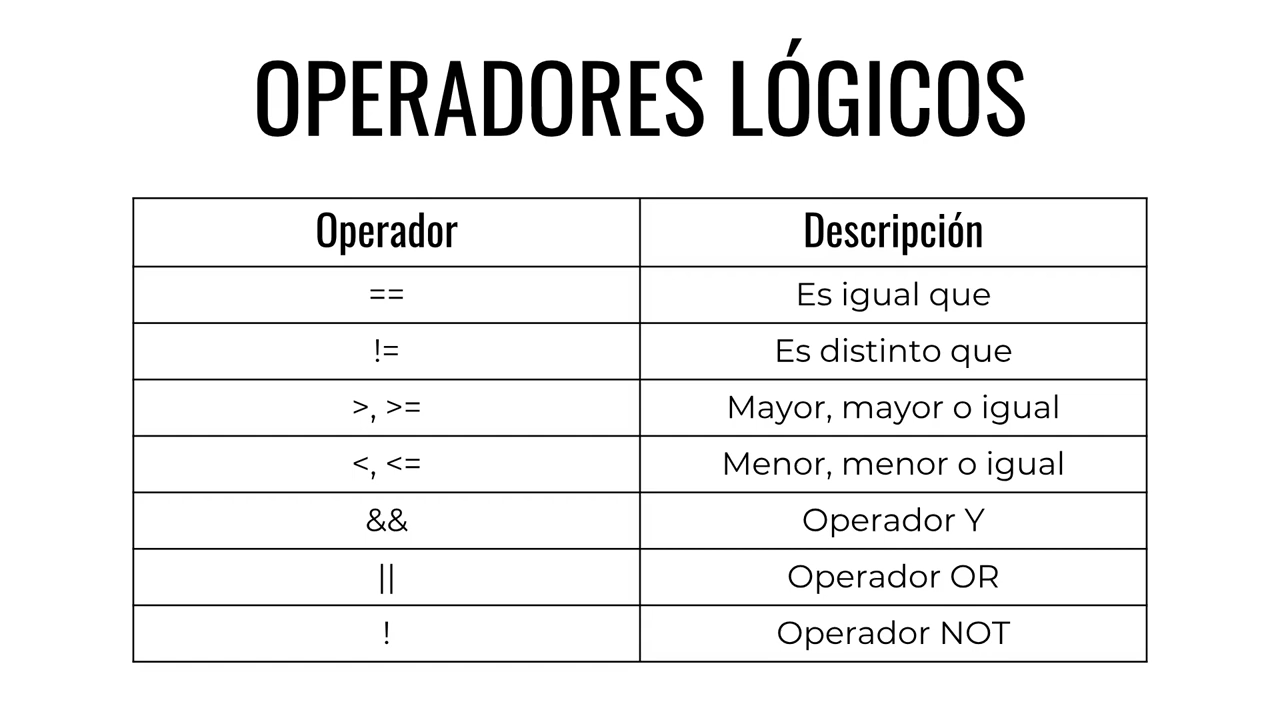 OPERADORES LÓGICOS
Operador Descripción
== Es igual que
!= Es distinto que
>, >= Mayor, mayor o igual
<, <= Menor, menor o igual
&& Operador Y
|| Operador OR
! Operador NOT